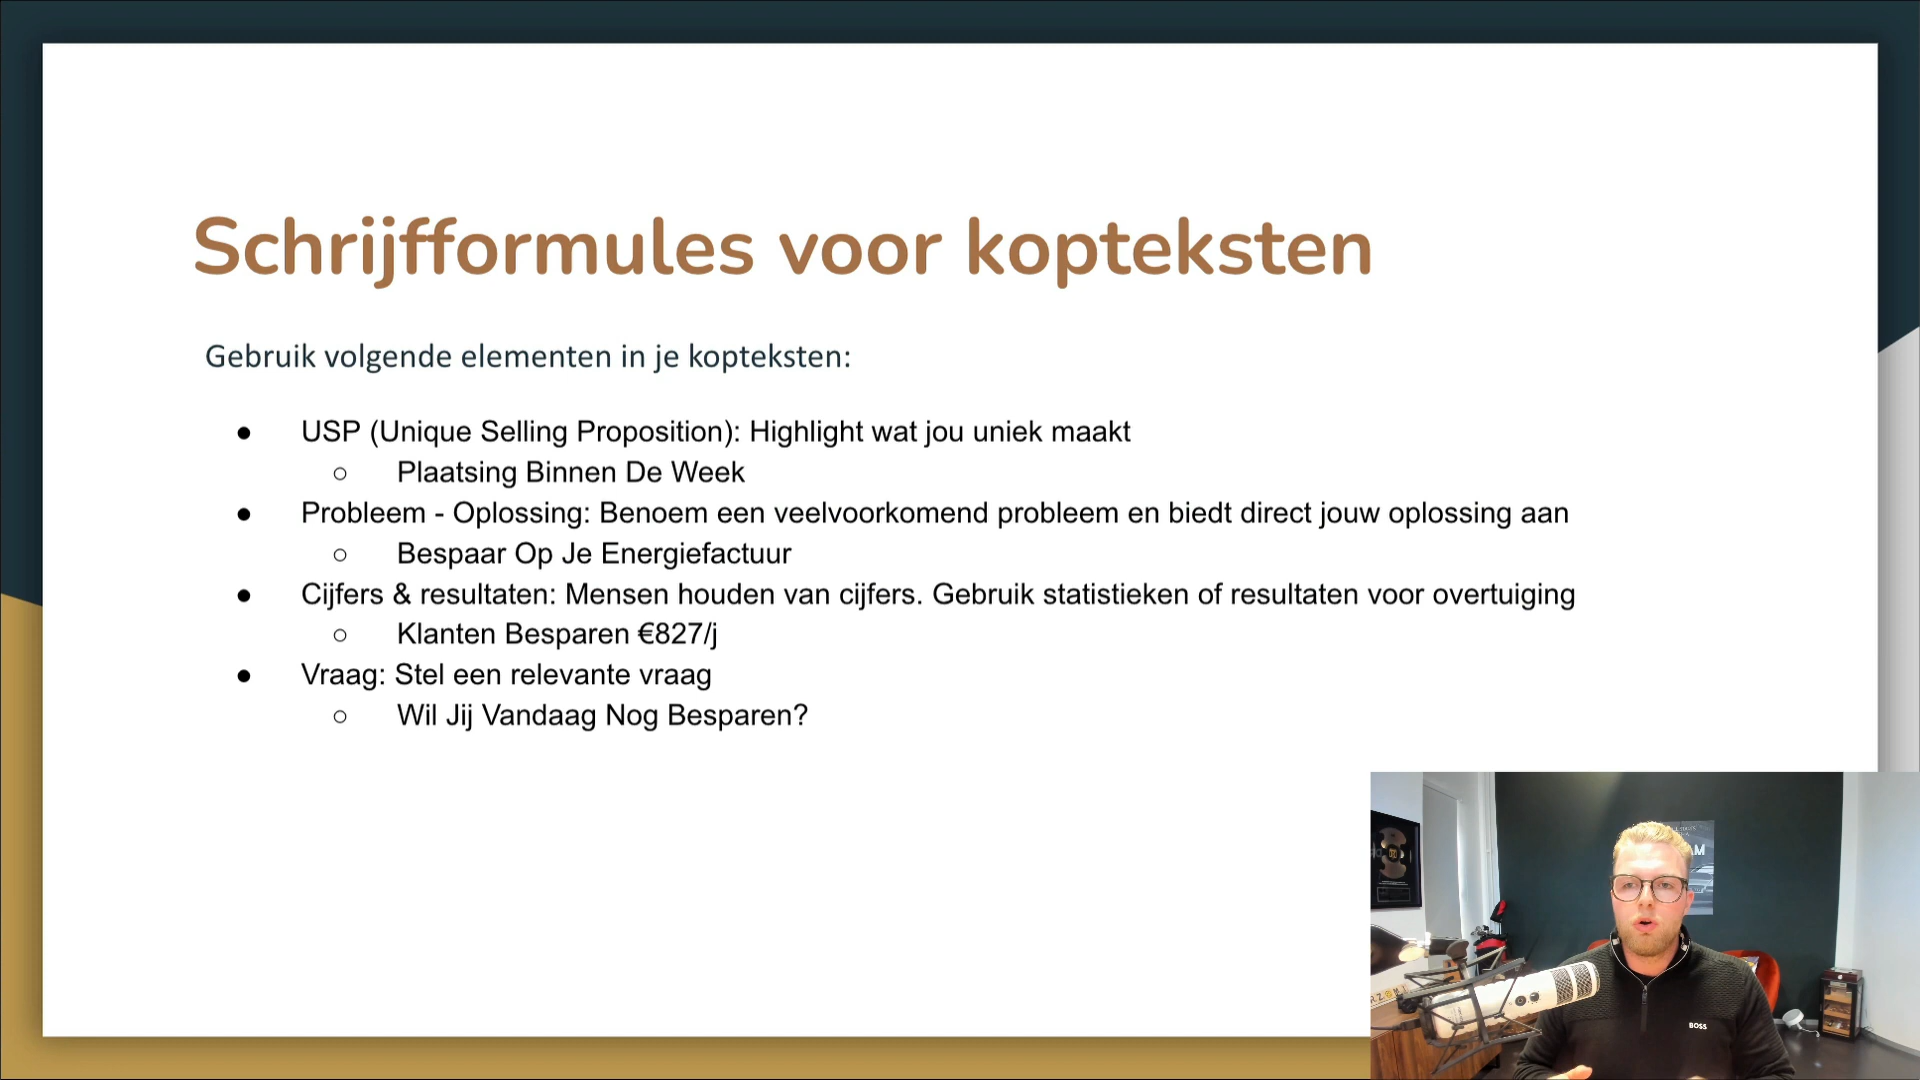 Schrijfformules voor kopteksten
Gebruik volgende elementen in je kopteksten:
● USP (Unique Selling Proposition): Highlight wat jou uniek maakt
○ Plaatsing Binnen De Week
● Probleem - Oplossing: Benoem een veelvoorkomend probleem en biedt direct jouw oplossing aan
○ Bespaar Op Je Energiefactuur
● Cijfers & resultaten: Mensen houden van cijfers. Gebruik statistieken of resultaten voor overtuiging
○ Klanten Besparen €827/j
● Vraag: Stel een relevante vraag
○ Wil Jij Vandaag Nog Besparen?
BOSS